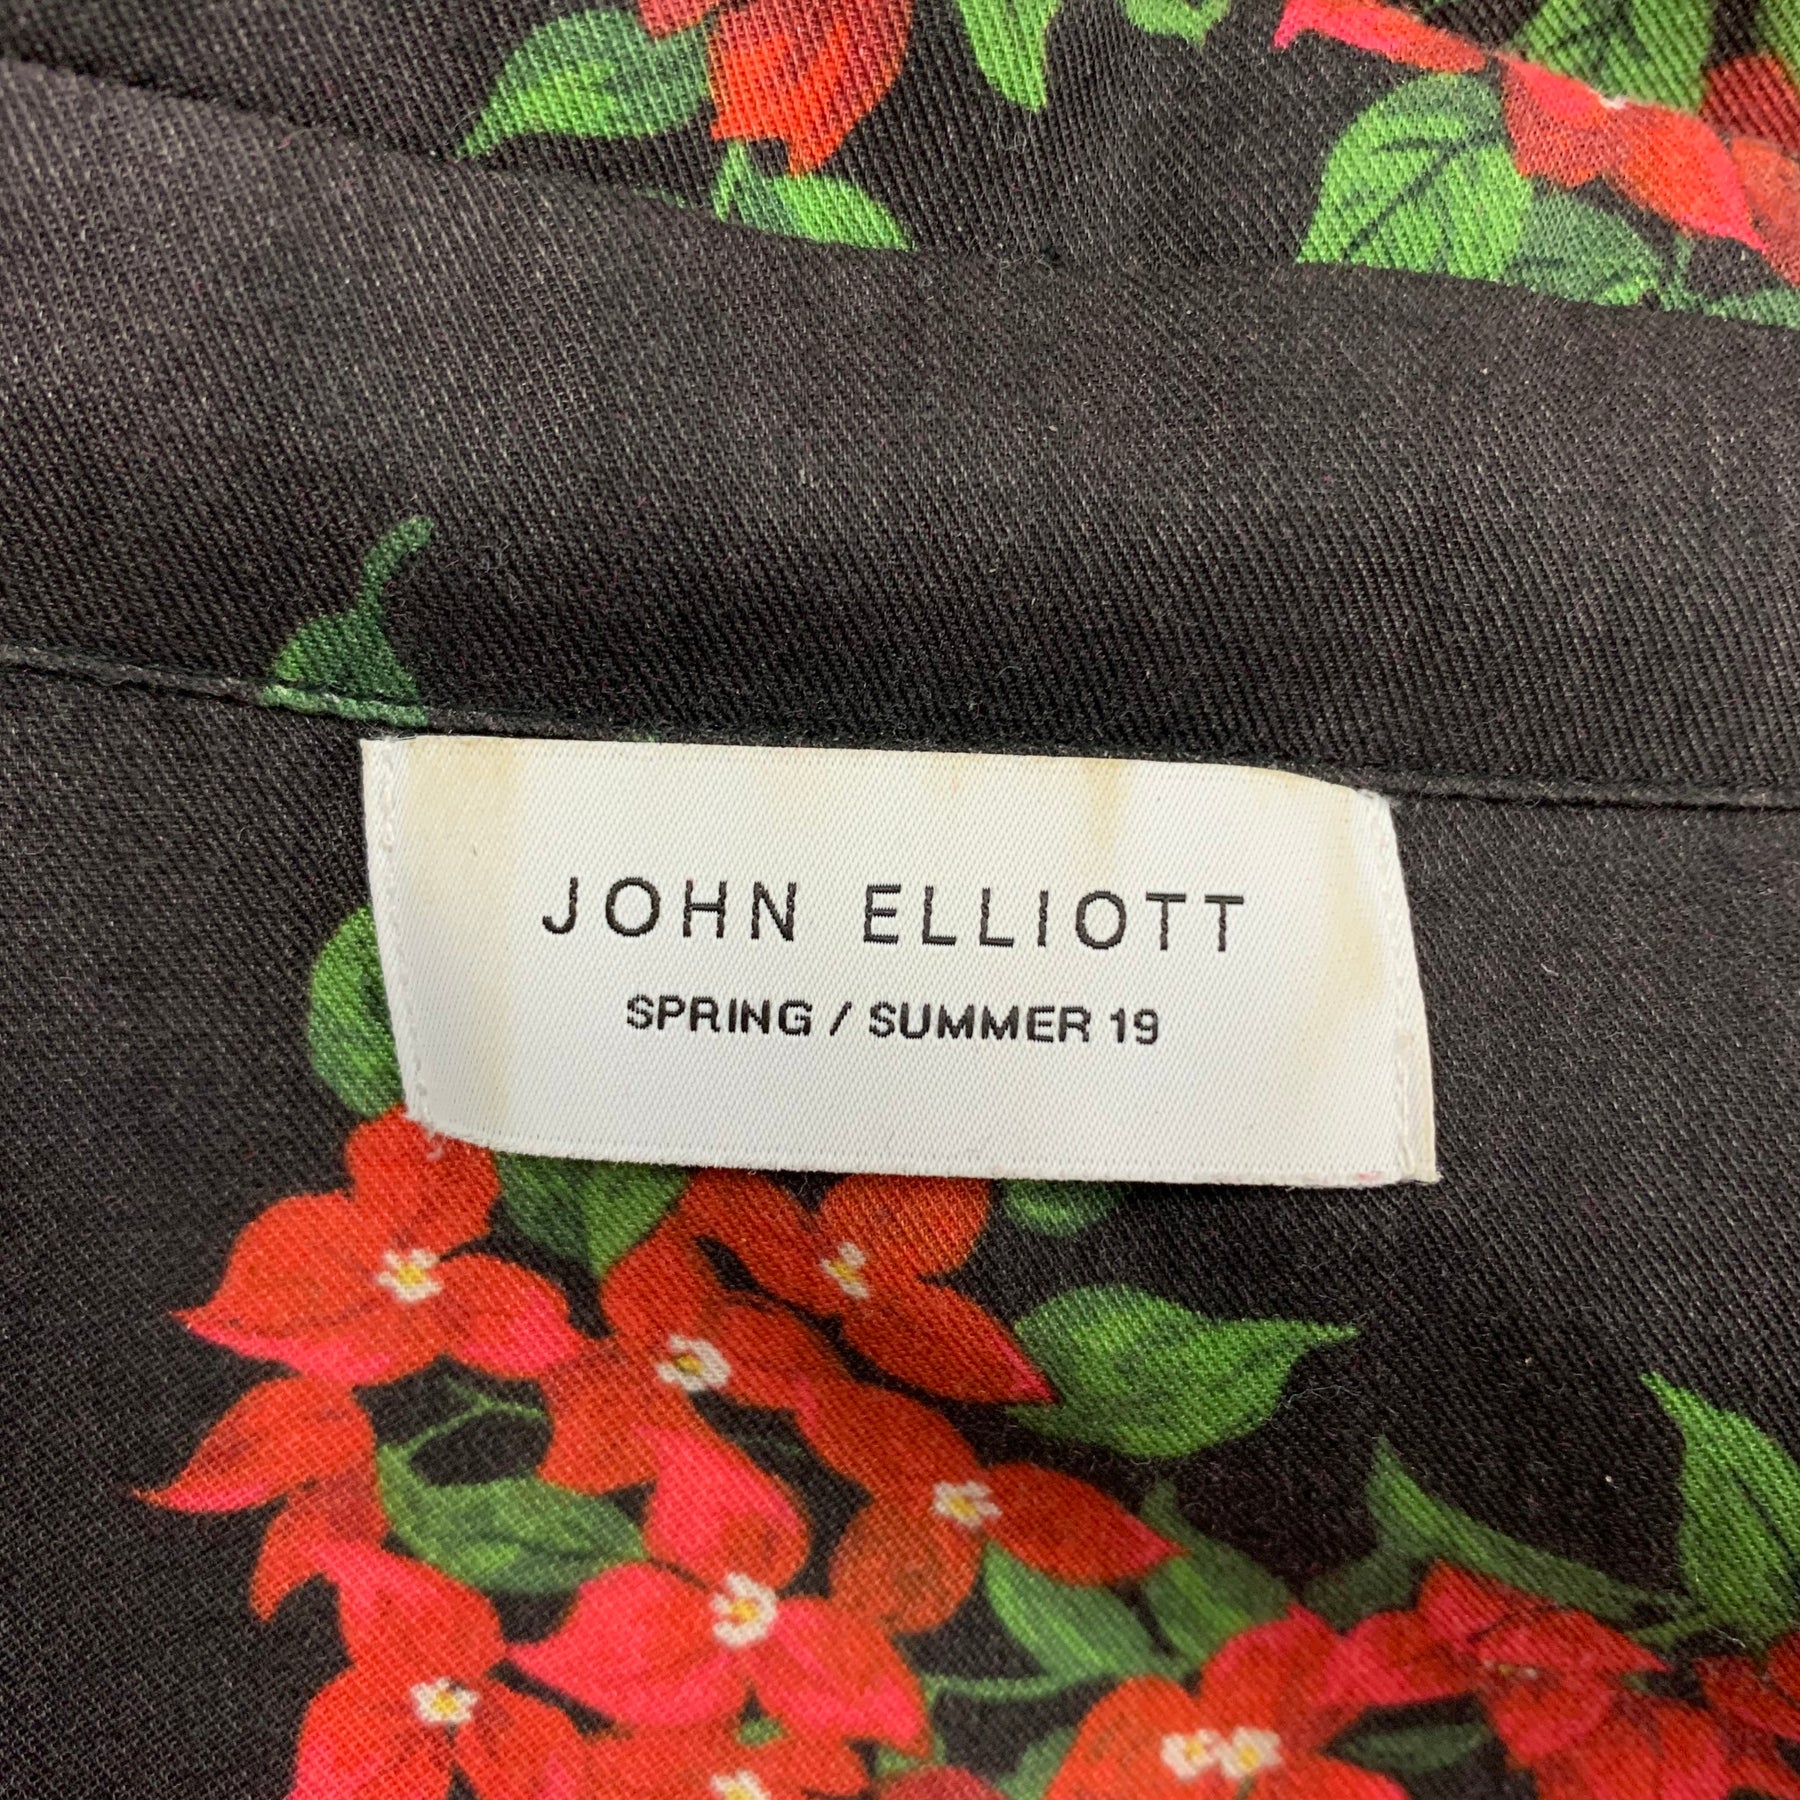 JOHN ELLIOTT
SPRING / SUMMER 19